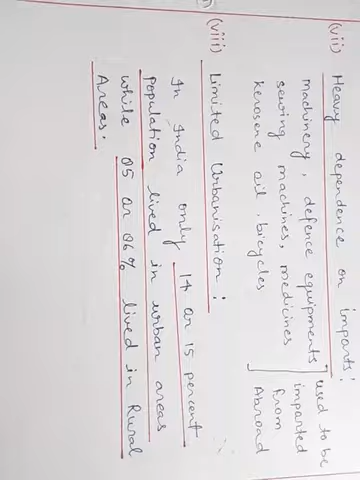 (vii) Heavy dependence on imports:
machinery, defence equipments
sewing machines, medicines
kerosene oil, bicycles
used to be
imported
from
Abroad
(viii) Limited Urbanisation:
In India only 14 or 15 percent
population lived in urban areas
while 85 or 86% lived in Rural
Areas.